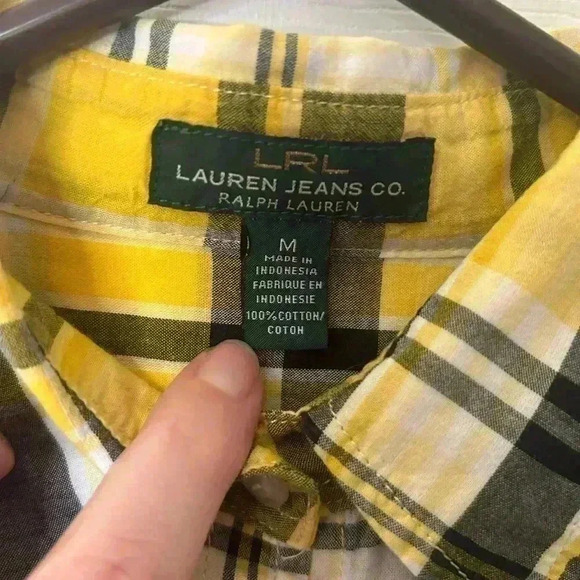 LRL
LAUREN JEANS CO.
RALPH LAUREN
M
MADE IN
INDONESIA
FABRIQUE EN
INDONESIE
100%COTTON/
COTON